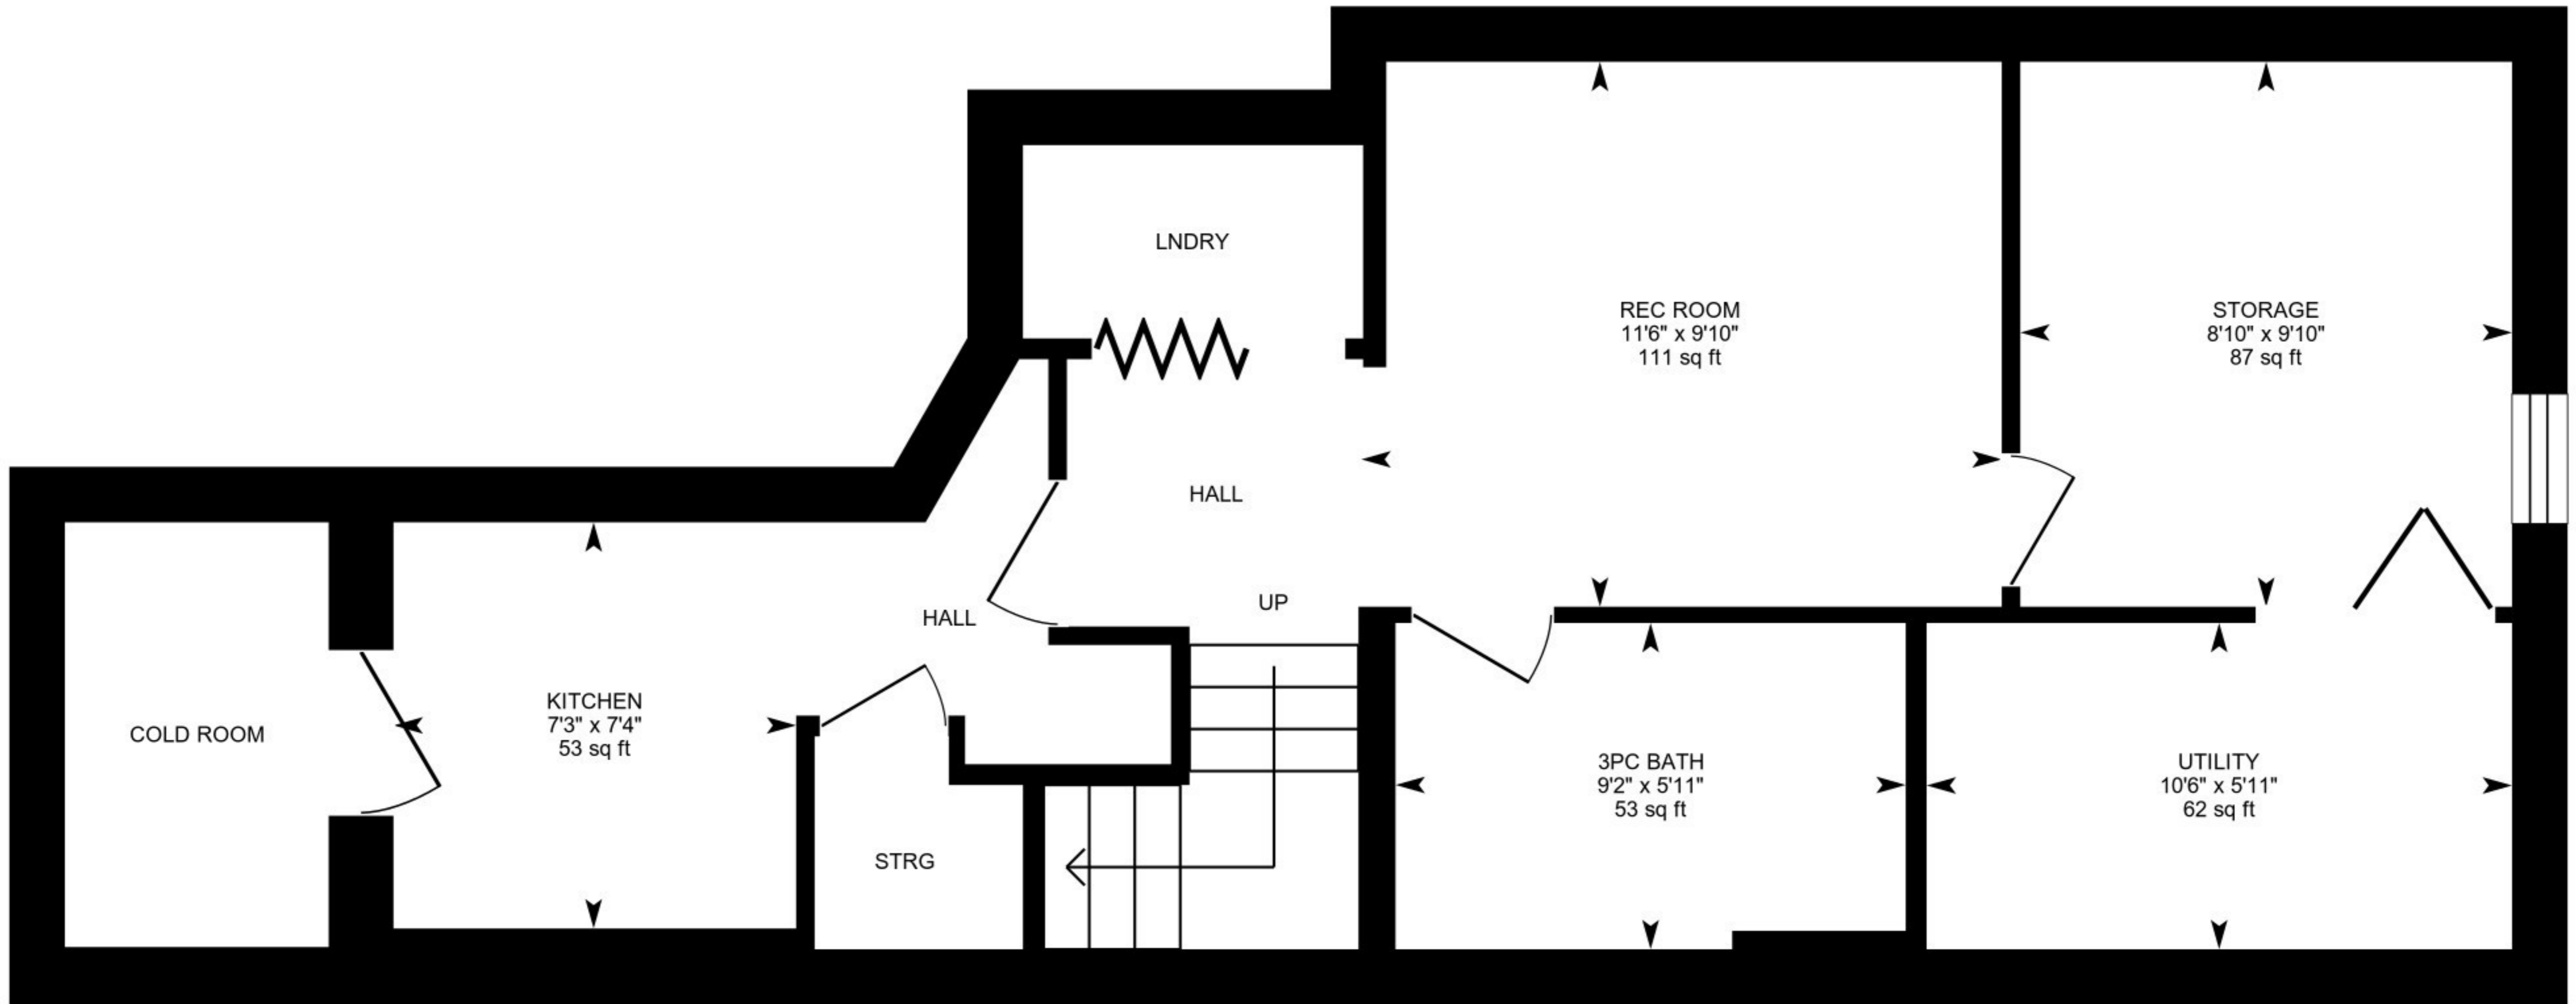 LNDRY
REC ROOM
11'6" x 9'10"
111 sq ft
STORAGE
8'10" x 9'10"
87 sq ft
HALL
UP
HALL
KITCHEN
7'3" x 7'4"
53 sq ft
COLD ROOM
3PC BATH
9'2" x 5'11"
53 sq ft
UTILITY
10'6" x 5'11"
62 sq ft
STRG